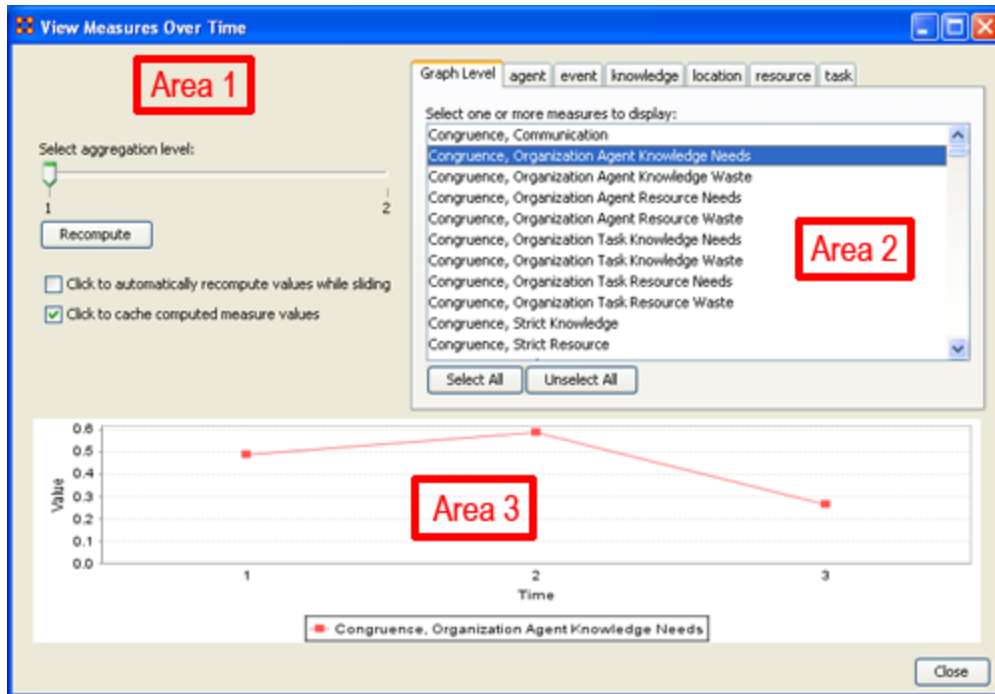 View Measures Over Time
Area 1
Select aggregation level:
1 2
Recompute
Click to automatically recompute values while sliding
Click to cache computed measure values
Graph Level agent event knowledge location resource task
Select one or more measures to display:
Congruence, Communication
Congruence, Organization Agent Knowledge Needs
Congruence, Organization Agent Knowledge Waste
Congruence, Organization Agent Resource Needs
Congruence, Organization Agent Resource Waste
Congruence, Organization Task Knowledge Needs
Congruence, Organization Task Knowledge Waste
Congruence, Organization Task Resource Needs
Congruence, Organization Task Resource Waste
Congruence, Strict Knowledge
Congruence, Strict Resource
Area 2
Select All Unselect All
0.6
0.5
0.4
0.3
0.2
0.1
0.0
Value
Area 3
1 2 3
Time
Congruence, Organization Agent Knowledge Needs
Close